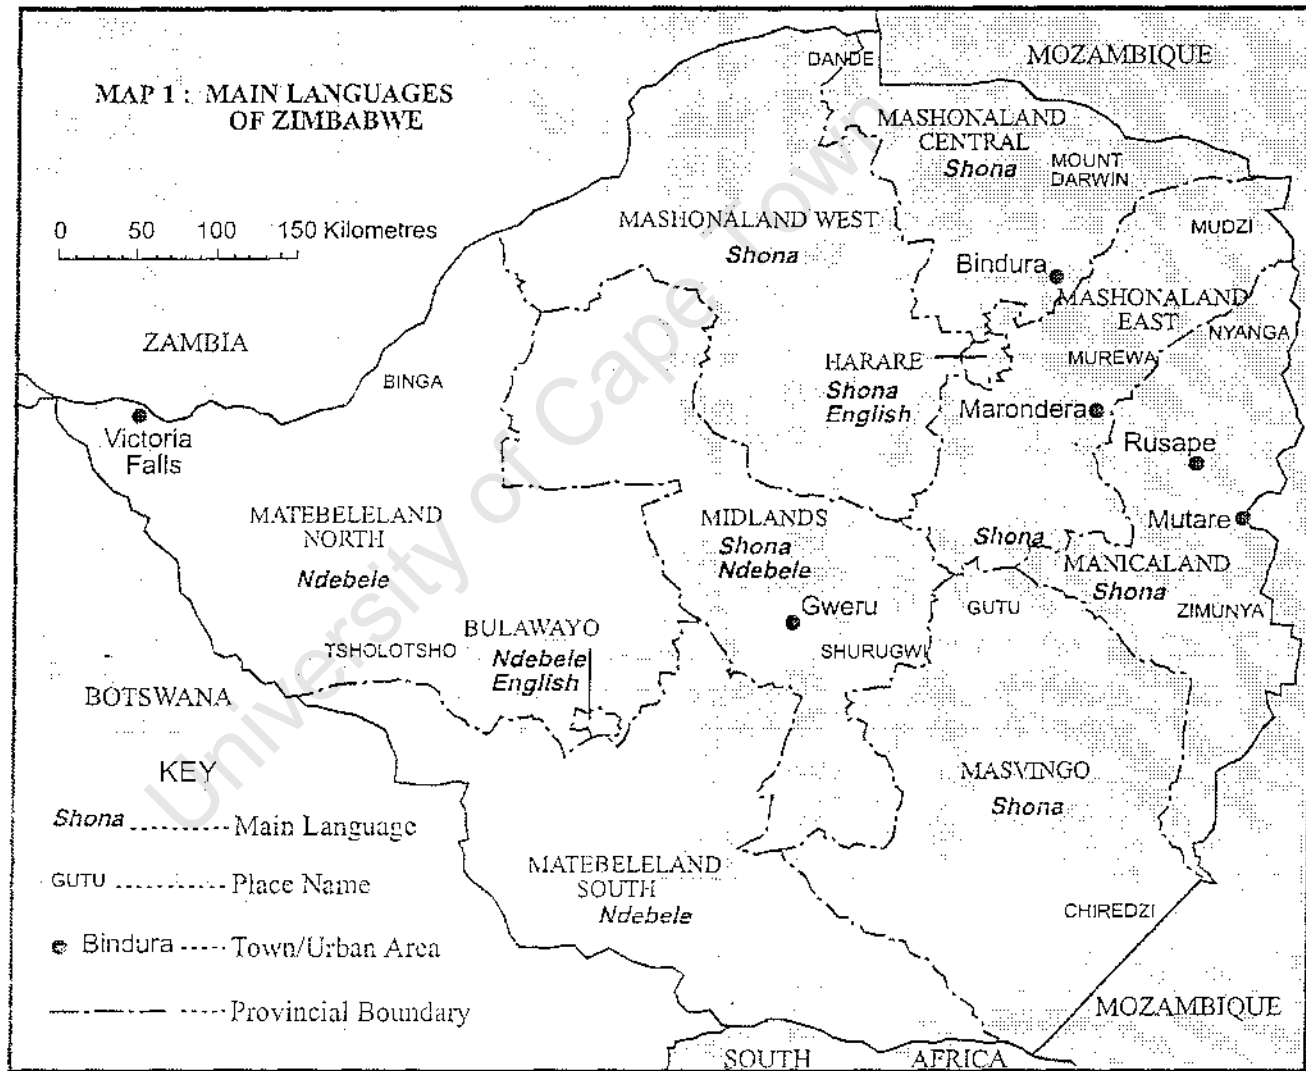 MAP 1 : MAIN LANGUAGES
OF ZIMBABWE
0 50 100 150 Kilometres
DANDE
MOZAMBIQUE
MASHONALAND
CENTRAL
Shona
MOUNT
DARWIN
MASHONALAND WEST
Shona
MUDZI
Bindura
MASHONALAND
EAST
NYANGA
ZAMBIA
BINGA
HARARE
Shona
English
MUREWA
Marondera
Victoria
Falls
Rusape
MATEBELELAND
NORTH
Ndebele
MIDLANDS
Shona
Ndebele
Shona
Mutare
MANICALAND
Shona
Gweru
GUTU
ZIMUNYA
BULAWAYO
Ndebele
English
TSHOLOTSHO
SHURUGWI
BOTSWANA
MASVINGO
Shona
KEY
Shona ........... Main Language
GUTU ........... Place Name
Bindura ----- Town/Urban Area
Provincial Boundary
MATEBELELAND
SOUTH
Ndebele
CHIREDZI
MOZAMBIQUE
SOUTH AFRICA
University of Cape Town